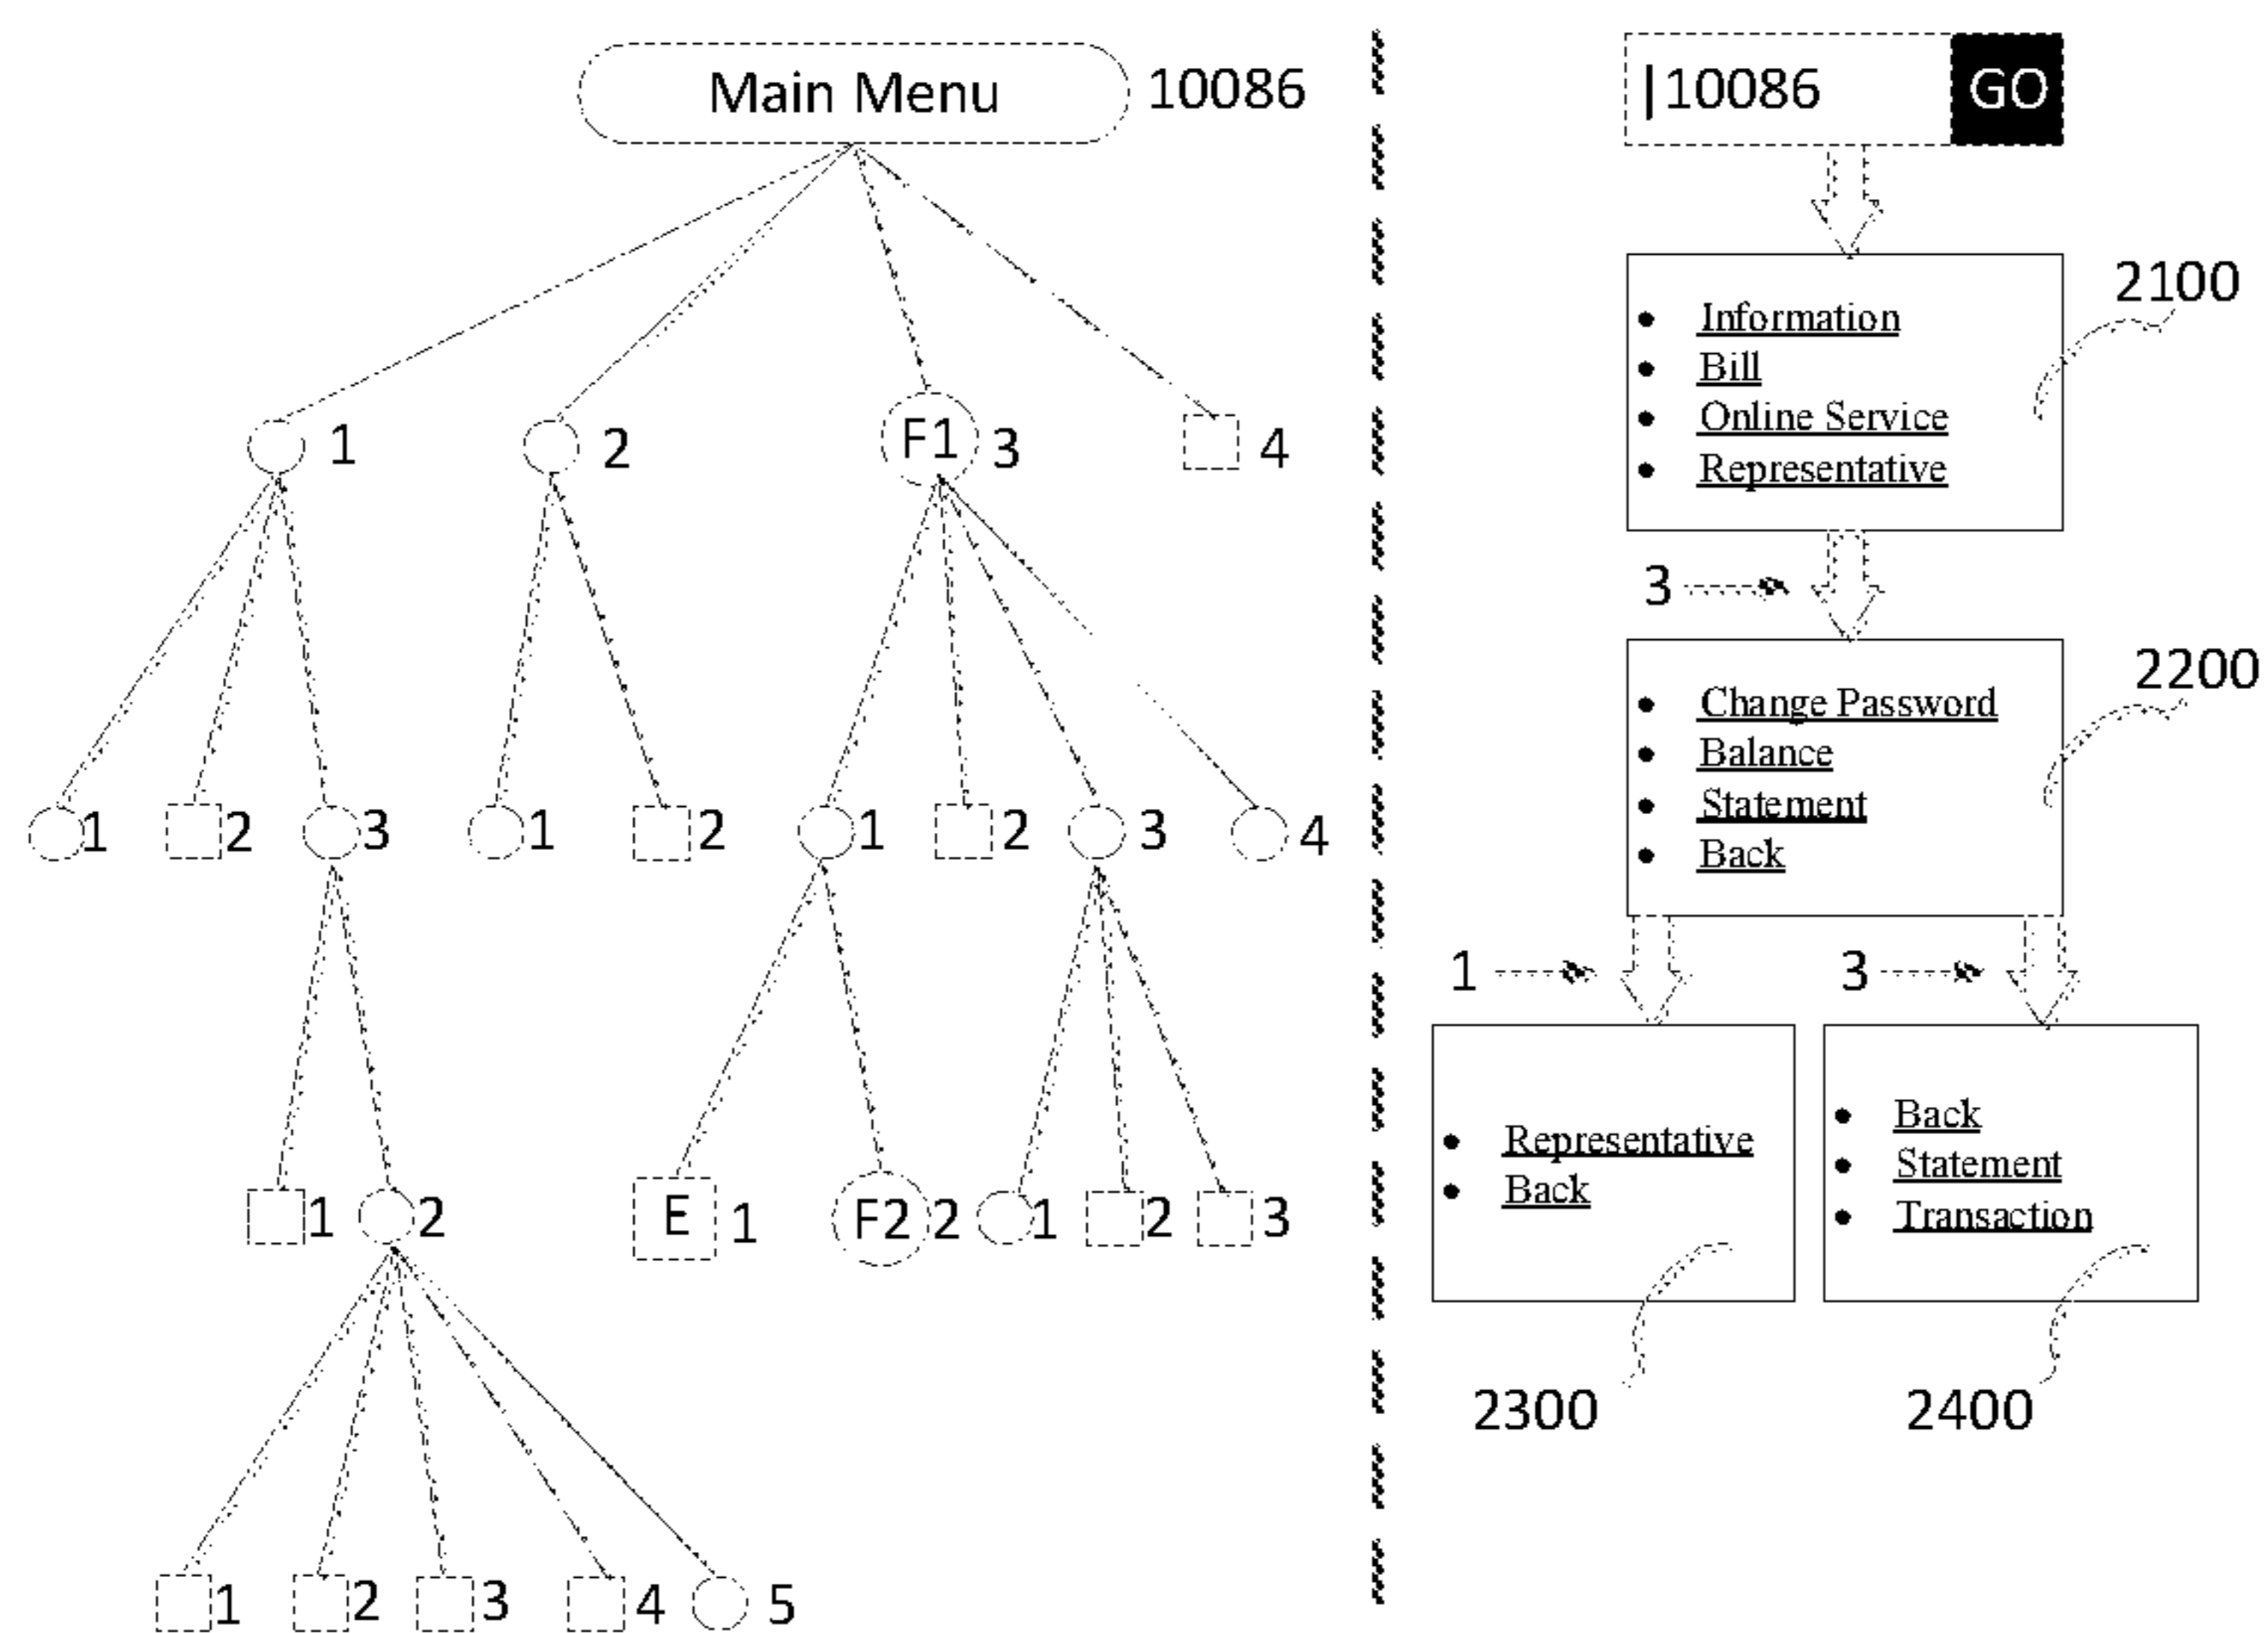 Main Menu 10086
1 2 F1 3 4
1 2 3 1 2 1 2 3 4
1 2 E 1 F2 2 1 2 3
1 2 3 4 5
|10086 GO
2100
• Information
• Bill
• Online Service
• Representative
3
2200
• Change Password
• Balance
• Statement
• Back
1 3
• Representative
• Back
2300
• Back
• Statement
• Transaction
2400